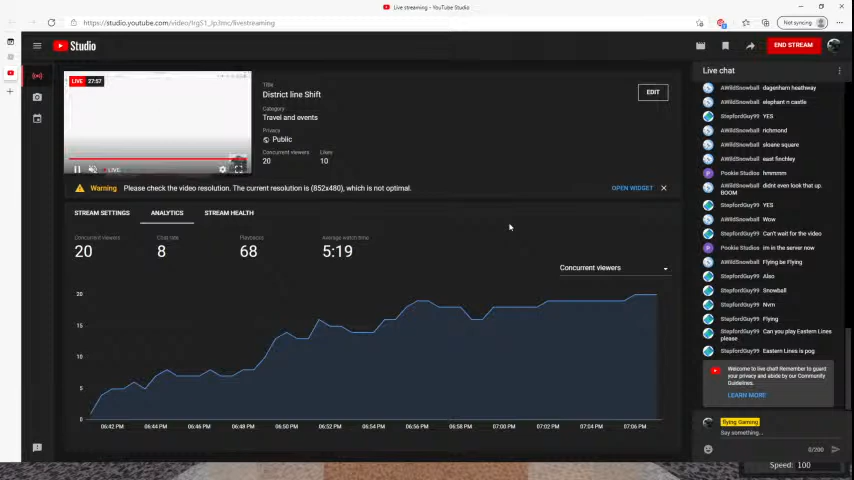 Live streaming - YouTube Studio
Not syncing
Studio
END STREAM
LIVE 27:57
LIVE
Title
District line Shift
Category
Travel and events
Privacy
Public
Concurrent viewers
Likes
20
10
EDIT
Warning Please check the video resolution. The current resolution is (852x480), which is not optimal.
OPEN WIDGET
STREAM SETTINGS
ANALYTICS
STREAM HEALTH
Concurrent viewers
Chat rate
Playbacks
Average watch time
20
8
68
5:19
Concurrent viewers
20
15
10
5
0
06:42 PM
06:44 PM
06:46 PM
06:48 PM
06:50 PM
06:52 PM
06:54 PM
06:56 PM
06:58 PM
07:00 PM
07:02 PM
07:04 PM
07:06 PM
Live chat
AWildSnowball dagenham heathway
AWildSnowball elephant n castle
StepfordGuy99 YES
AWildSnowball richmond
AWildSnowball sloane square
AWildSnowball east finchley
Pookie Studios hmmmm
AWildSnowball didnt even look that up
BOOM
StepfordGuy99 YES
AWildSnowball Wow
StepfordGuy99 Can't wait for the video
Pookie Studios im in the server now
AWildSnowball Flying be Flying
StepfordGuy99 Also
StepfordGuy99 Snowball
StepfordGuy99 Nvm
StepfordGuy99 Flying
StepfordGuy99 Can you play Eastern Lines
please
StepfordGuy99 Eastern Lines is pog
Welcome to live chat! Remember to guard
your privacy and abide by our Community
Guidelines.
LEARN MORE
flying Gaming
Say something...
0/200
Speed: 100